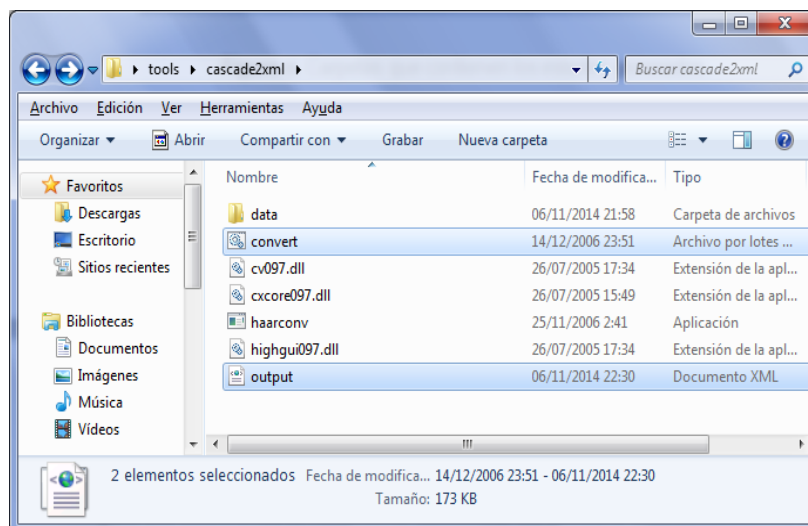 tools ▸ cascade2xml ▸
Buscar cascade2xml
Archivo Edición Ver Herramientas Ayuda
Organizar Abrir Compartir con Grabar Nueva carpeta
Favoritos
Descargas
Escritorio
Sitios recientes
Bibliotecas
Documentos
Imágenes
Música
Vídeos
Nombre Fecha de modifica... Tipo
data 06/11/2014 21:58 Carpeta de archivos
convert 14/12/2006 23:51 Archivo por lotes ...
cv097.dll 26/07/2005 17:34 Extensión de la apl...
cxcore097.dll 26/07/2005 15:49 Extensión de la apl...
haarconv 25/11/2006 2:41 Aplicación
highgui097.dll 26/07/2005 17:34 Extensión de la apl...
output 06/11/2014 22:30 Documento XML
2 elementos seleccionados Fecha de modifica... 14/12/2006 23:51 - 06/11/2014 22:30
Tamaño: 173 KB